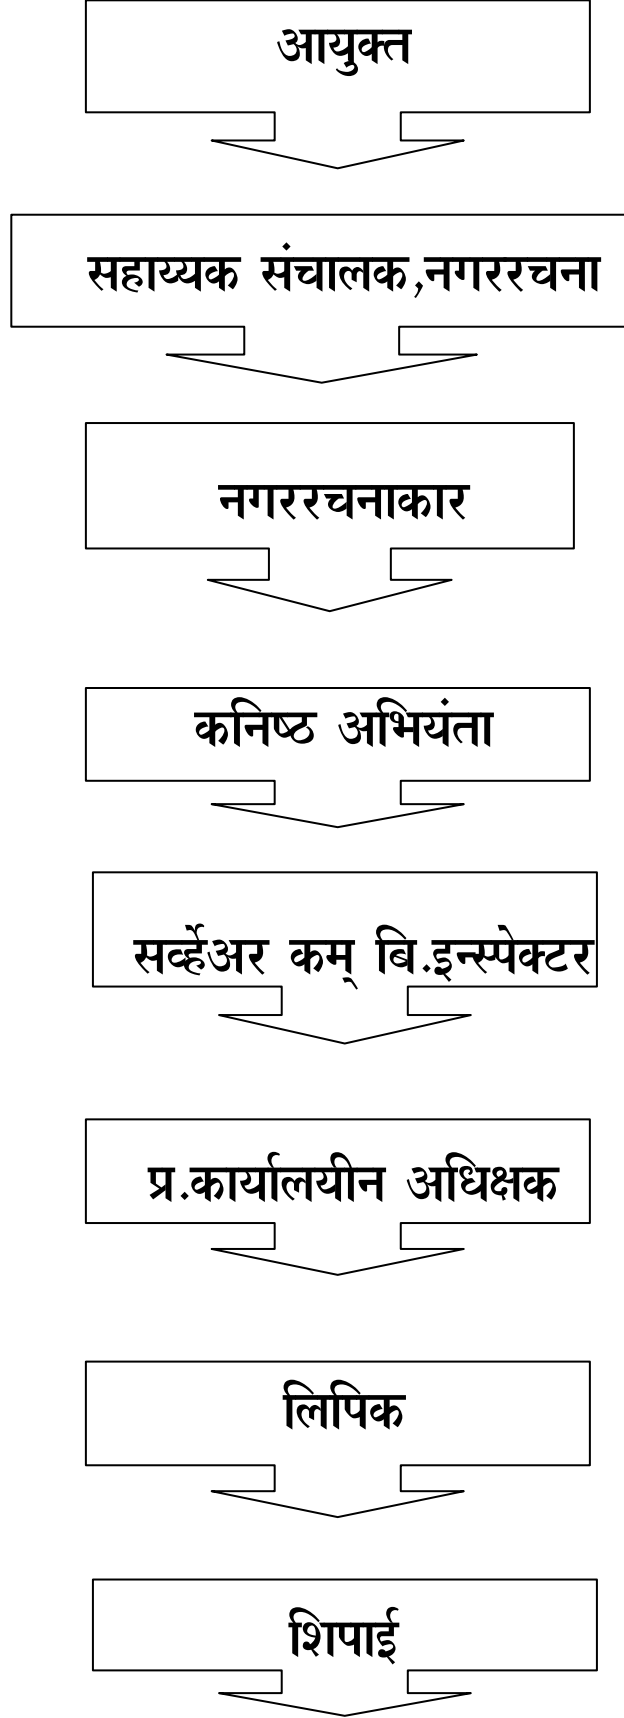 आयुक्त
सहाय्यक संचालक,नगररचना
नगररचनाकार
कनिष्ठ अभियंता
सर्व्हेअर कम् बि.इन्स्पेक्टर
प्र.कार्यालयीन अधिक्षक
लिपिक
शिपाई